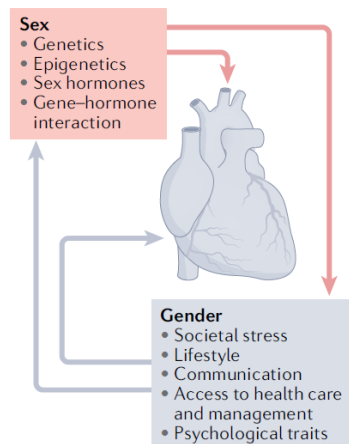 Sex
• Genetics
• Epigenetics
• Sex hormones
• Gene–hormone
interaction
Gender
• Societal stress
• Lifestyle
• Communication
• Access to health care
and management
• Psychological traits